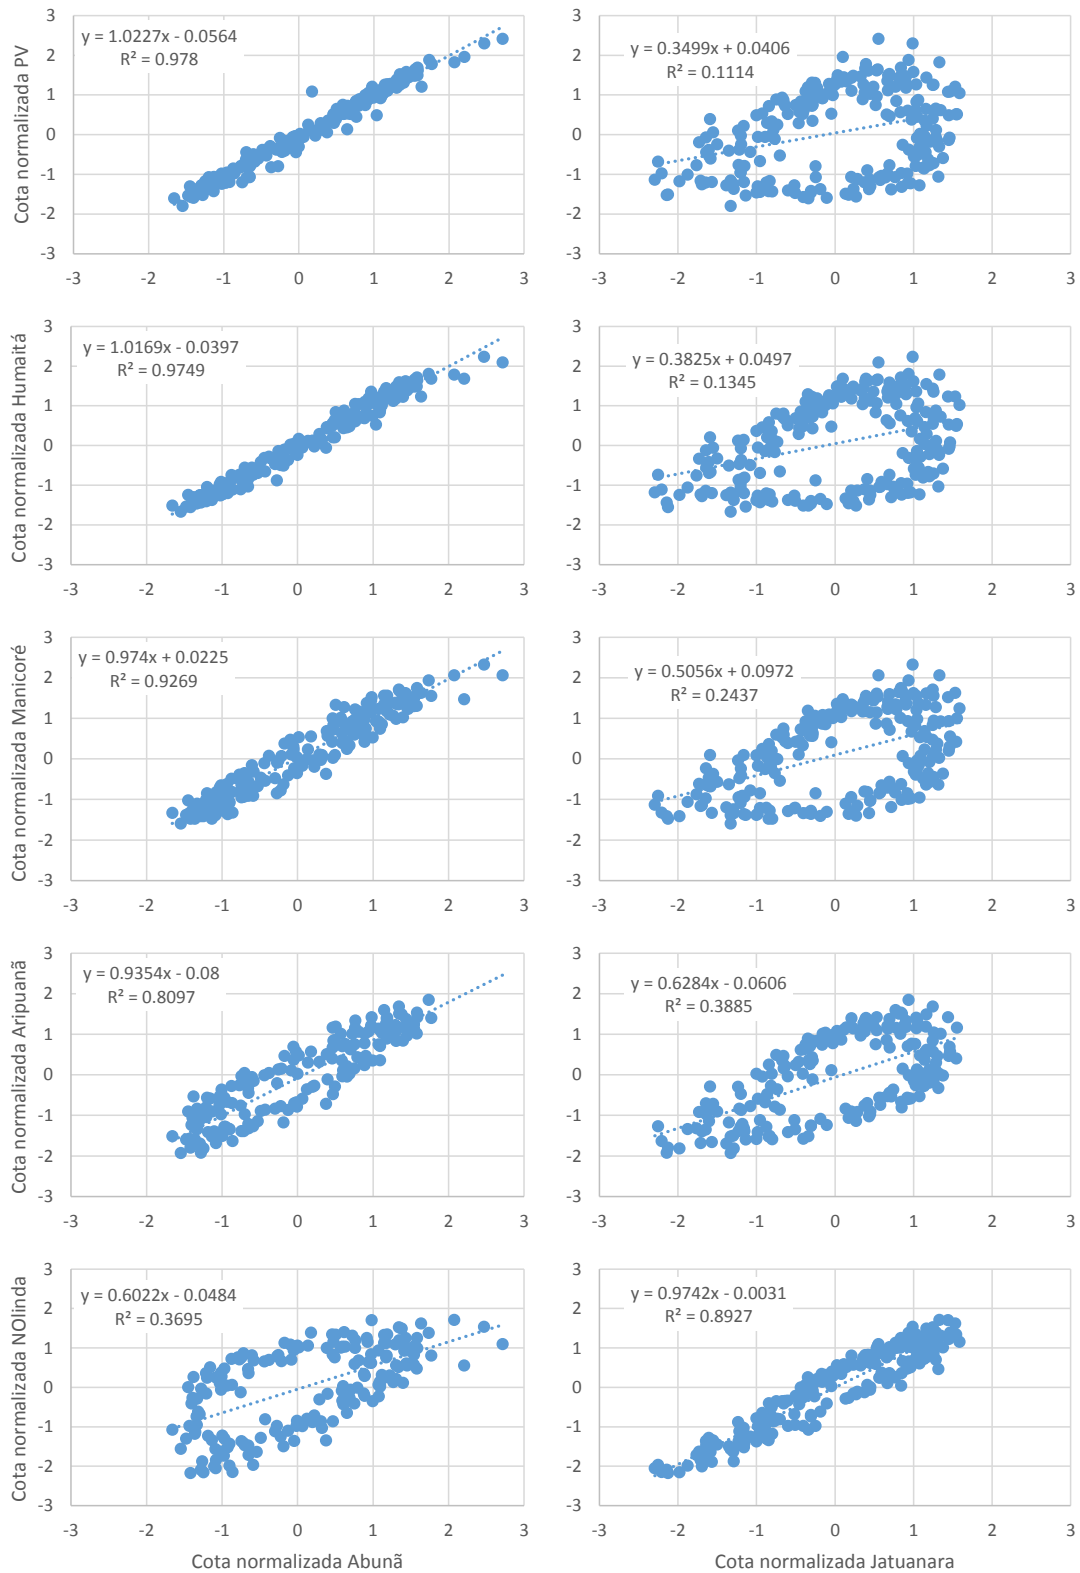 Cota normalizada PV
3
2
1
0
-1
-2
-3
y = 1.0227x - 0.0564
R² = 0.978
-3 -2 -1 0 1 2 3
3
2
1
0
-1
-2
-3
y = 0.3499x + 0.0406
R² = 0.1114
-3 -2 -1 0 1 2 3
Cota normalizada Humaitá
3
2
1
0
-1
-2
-3
y = 1.0169x - 0.0397
R² = 0.9749
-3 -2 -1 0 1 2 3
3
2
1
0
-1
-2
-3
y = 0.3825x + 0.0497
R² = 0.1345
-3 -2 -1 0 1 2 3
Cota normalizada Manicoré
3
2
1
0
-1
-2
-3
y = 0.974x + 0.0225
R² = 0.9269
-3 -2 -1 0 1 2 3
3
2
1
0
-1
-2
-3
y = 0.5056x + 0.0972
R² = 0.2437
-3 -2 -1 0 1 2 3
Cota normalizada Aripuanã
3
2
1
0
-1
-2
-3
y = 0.9354x - 0.08
R² = 0.8097
-3 -2 -1 0 1 2 3
3
2
1
0
-1
-2
-3
y = 0.6284x - 0.0606
R² = 0.3885
-3 -2 -1 0 1 2 3
Cota normalizada NOlinda
3
2
1
0
-1
-2
-3
y = 0.6022x - 0.0484
R² = 0.3695
-3 -2 -1 0 1 2 3
Cota normalizada Abunã
3
2
1
0
-1
-2
-3
y = 0.9742x - 0.0031
R² = 0.8927
-3 -2 -1 0 1 2 3
Cota normalizada Jatuanara